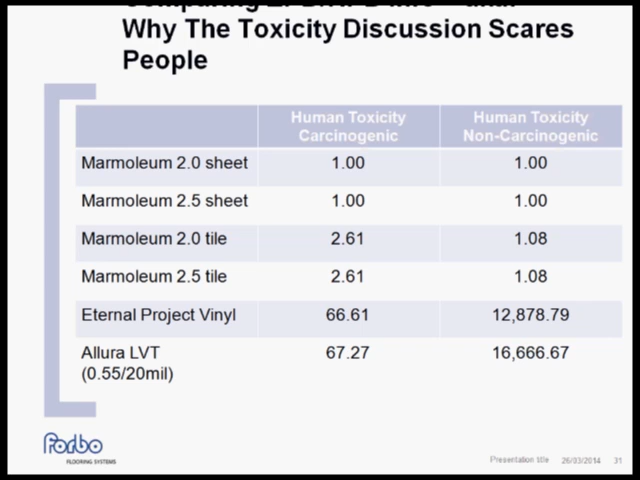 Why The Toxicity Discussion Scares
People
Human Toxicity Carcinogenic
Human Toxicity Non-Carcinogenic
Marmoleum 2.0 sheet 1.00 1.00
Marmoleum 2.5 sheet 1.00 1.00
Marmoleum 2.0 tile 2.61 1.08
Marmoleum 2.5 tile 2.61 1.08
Eternal Project Vinyl 66.61 12,878.79
Allura LVT 67.27 16,666.67
(0.55/20mil)
Forbo
FLOORING SYSTEMS
Presentation title 26/03/2014 31